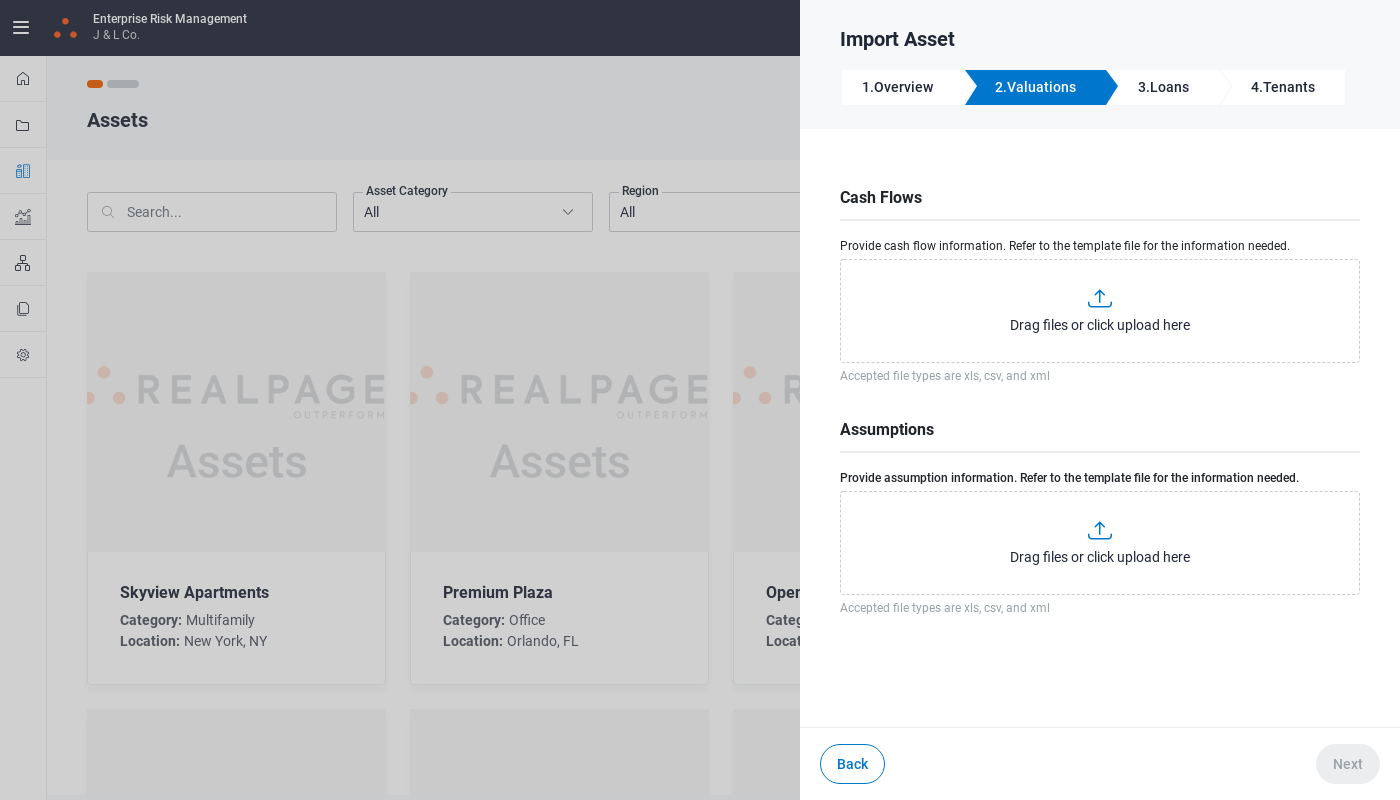 Enterprise Risk Management
J & L Co.
Assets
Search...
Asset Category
All
Region
All
REALPAGE
OUTPERFORM
Assets
REALPAGE
OUTPERFORM
Assets
R
Skyview Apartments
Category: Multifamily
Location: New York, NY
Premium Plaza
Category: Office
Location: Orlando, FL
Import Asset
1.Overview
2.Valuations
3.Loans
4.Tenants
Cash Flows
Provide cash flow information. Refer to the template file for the information needed.
Drag files or click upload here
Accepted file types are xls, csv, and xml
Assumptions
Provide assumption information. Refer to the template file for the information needed.
Drag files or click upload here
Accepted file types are xls, csv, and xml
Back
Next